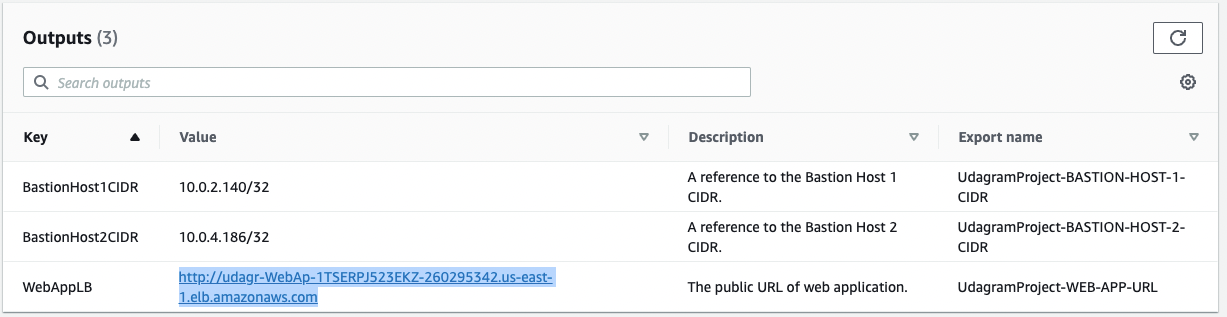 Outputs (3)
Search outputs
Key Value Description Export name
BastionHost1CIDR 10.0.2.140/32 A reference to the Bastion Host 1 CIDR. UdagramProject-BASTION-HOST-1-CIDR
BastionHost2CIDR 10.0.4.186/32 A reference to the Bastion Host 2 CIDR. UdagramProject-BASTION-HOST-2-CIDR
WebAppLB http://udagr-WebAp-1TSERPJ523EKZ-260295342.us-east-1.elb.amazonaws.com The public URL of web application. UdagramProject-WEB-APP-URL